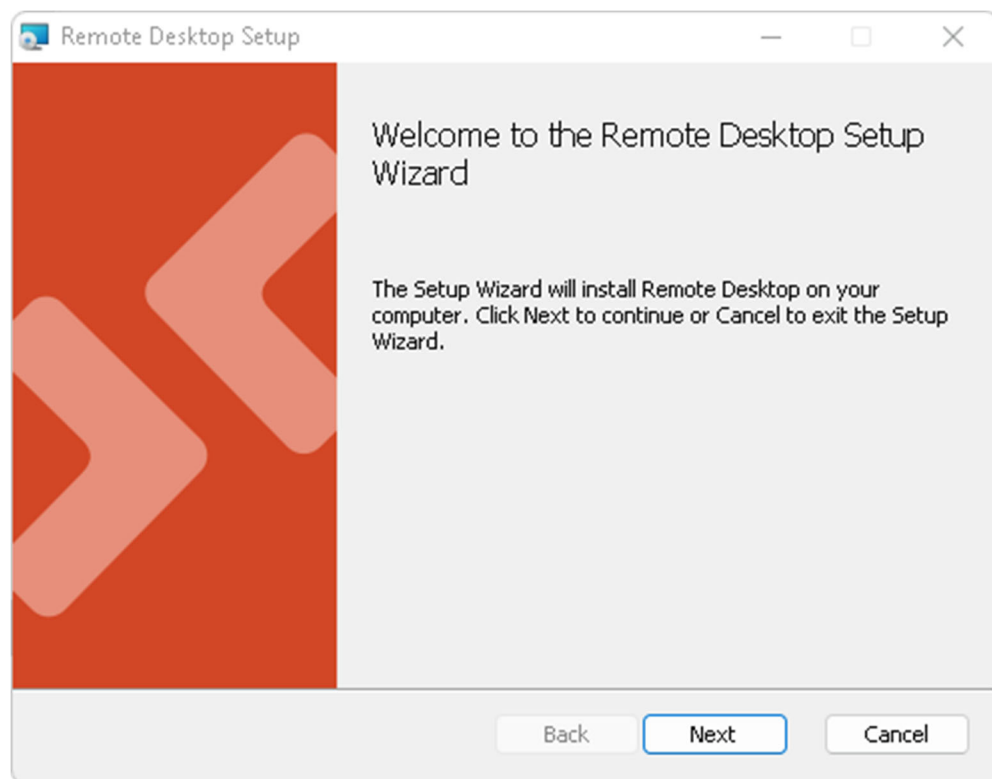 Remote Desktop Setup
Welcome to the Remote Desktop Setup
Wizard
The Setup Wizard will install Remote Desktop on your
computer. Click Next to continue or Cancel to exit the Setup
Wizard.
Back Next Cancel